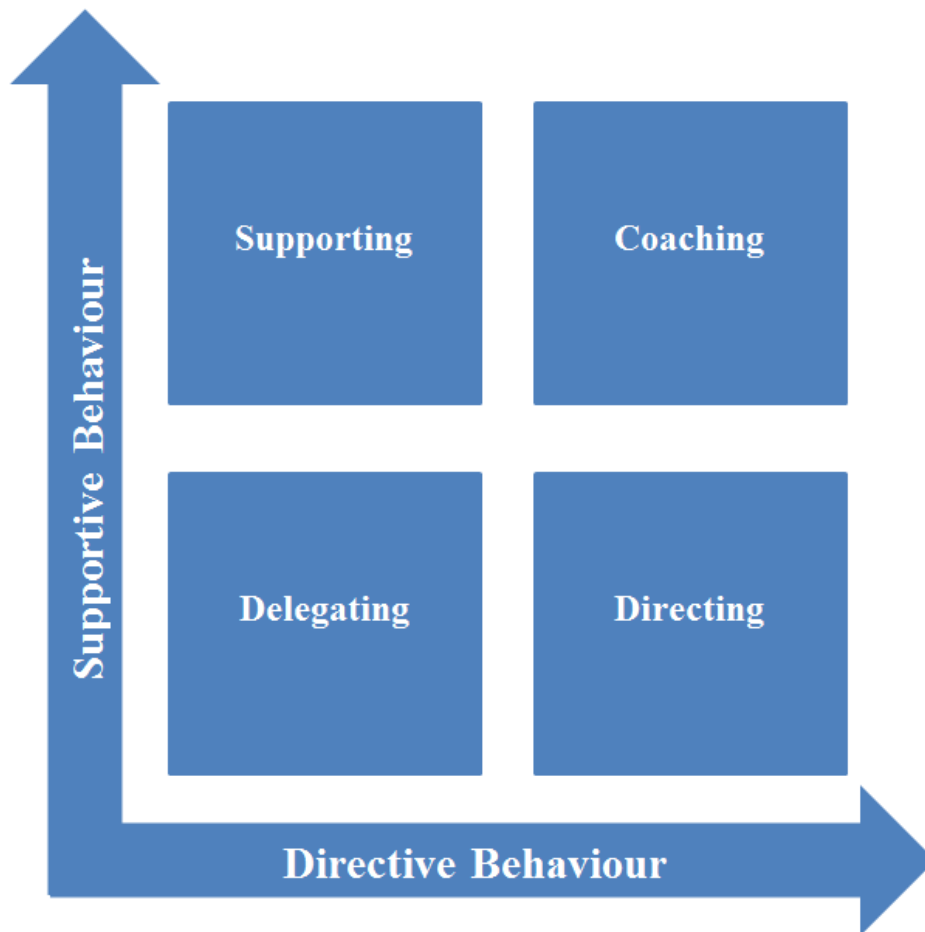 Supportive Behaviour
Supporting
Coaching
Delegating
Directing
Directive Behaviour